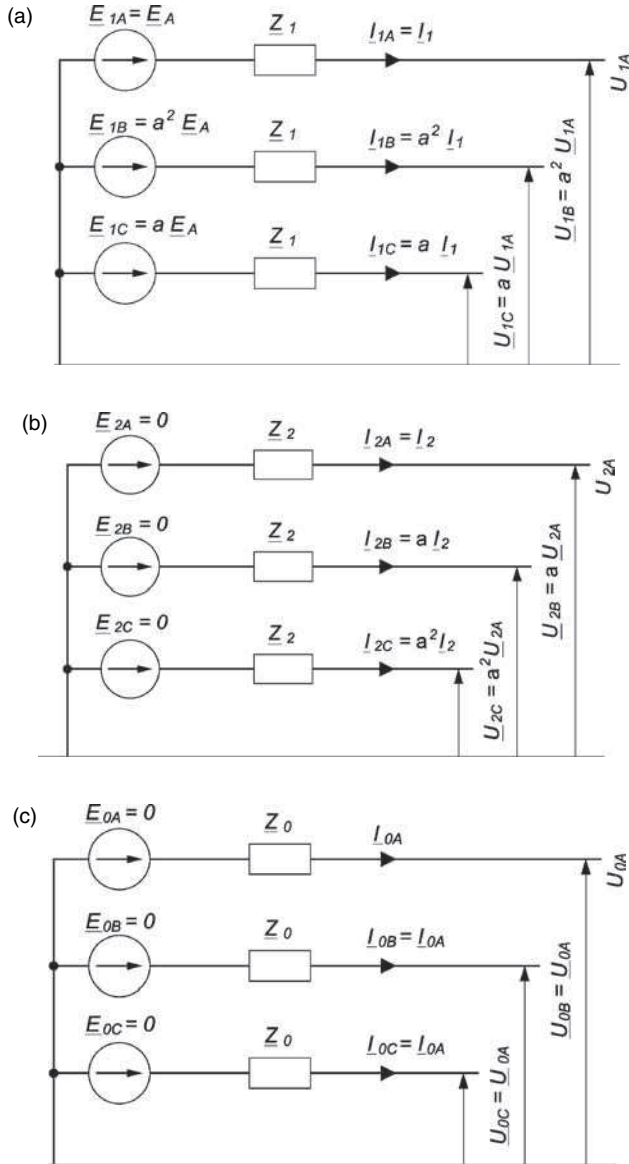 (a)
E 1A = E A
Z 1
I 1A = I 1
U 1A
E 1B = a² E A
Z 1
I 1B = a² I 1
U 1B = a² U 1A
E 1C = a E A
Z 1
I 1C = a I 1
U 1C = a U 1A
(b)
E 2A = 0
Z 2
I 2A = I 2
U 2A
E 2B = 0
Z 2
I 2B = a I 2
U 2B = a U 2A
E 2C = 0
Z 2
I 2C = a² I 2
U 2C = a² U 2A
(c)
E 0A = 0
Z 0
I 0A
U 0A
E 0B = 0
Z 0
I 0B = I 0A
U 0B = U 0A
E 0C = 0
Z 0
I 0C = I 0A
U 0C = U 0A